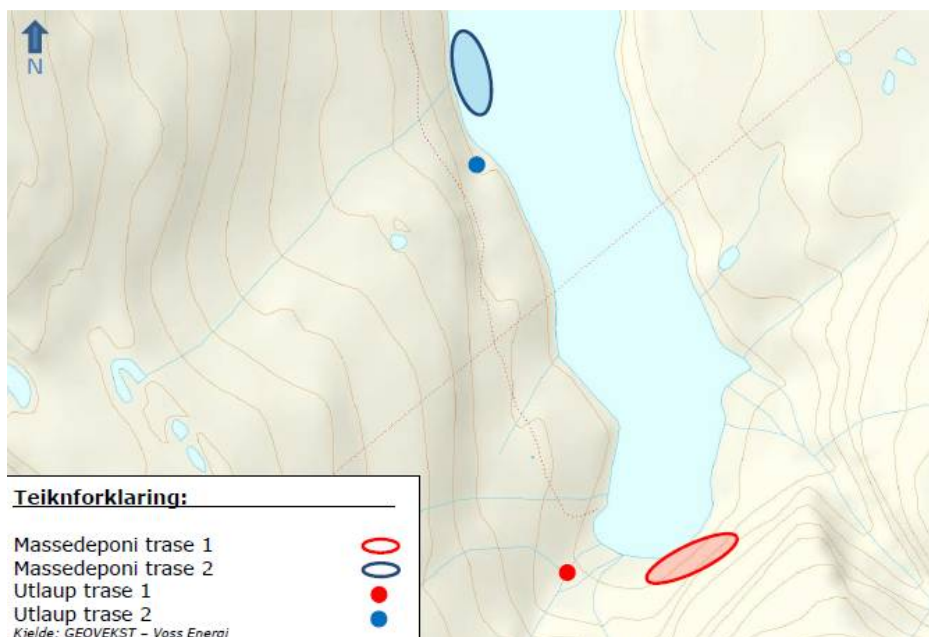 N
Teiknforklaring:
Massedeponi trase 1
Massedeponi trase 2
Utlaup trase 1
Utlaup trase 2
Kjelde: GEOVEKST – Voss Energi